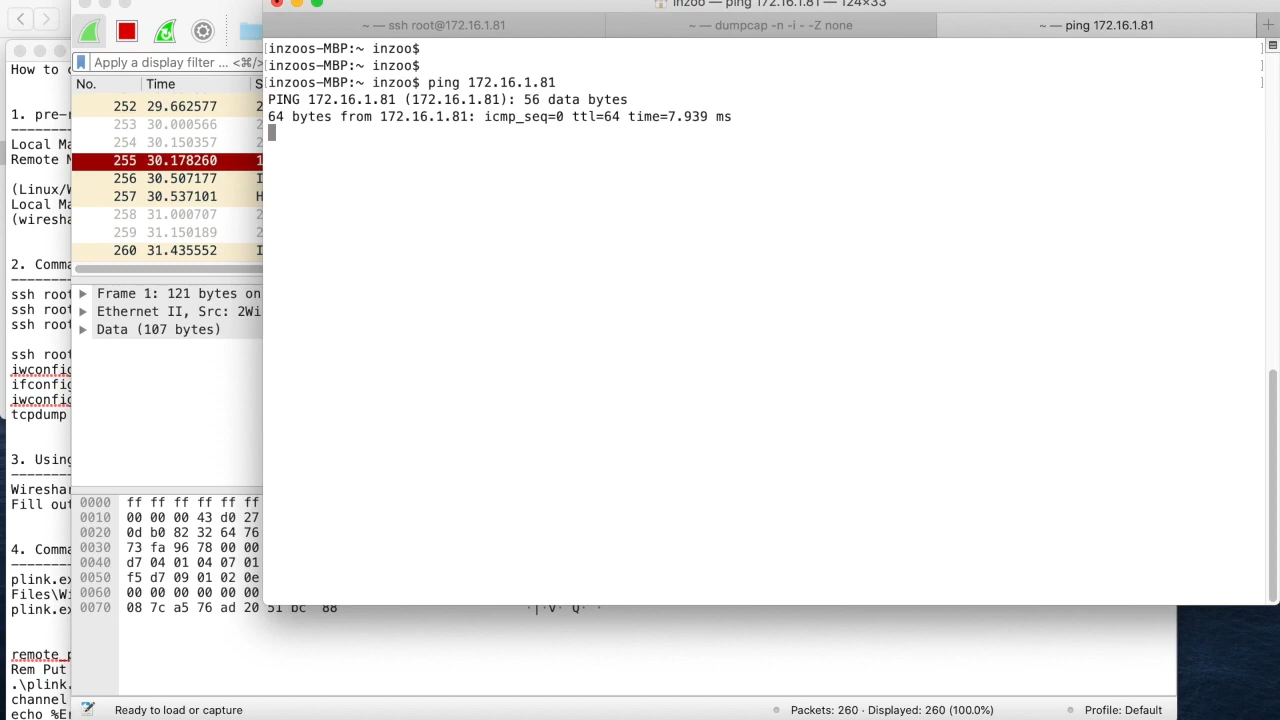 inzoo — ping 172.16.1.81 — 124×33
~ — ssh root@172.16.1.81
~ — dumpcap -n -i - -Z none
~ — ping 172.16.1.81
[inzoos-MBP:~ inzoo$ ]
[inzoos-MBP:~ inzoo$
[inzoos-MBP:~ inzoo$ ping 172.16.1.81 ]
PING 172.16.1.81 (172.16.1.81): 56 data bytes
64 bytes from 172.16.1.81: icmp_seq=0 ttl=64 time=7.939 ms
Apply a display filter ... <⌘/>
No. Time S
252 29.662577 2
253 30.000566 2
254 30.150357 2
255 30.178260 1
256 30.507177 I
257 30.537101 H
258 31.000707 2
259 31.150189 2
260 31.435552 I
Frame 1: 121 bytes on
Ethernet II, Src: 2Wi
Data (107 bytes)
0000 ff ff ff ff ff ff
0010 00 00 00 43 d0 27
0020 0d b0 82 32 64 76
0030 73 fa 96 78 00 00
0040 d7 04 01 04 07 01
0050 f5 d7 09 01 02 0e
0060 00 00 00 00 00 00
0070 08 7c a5 76 ad 20 51 bc 88 ·|·v· Q· ·
Ready to load or capture
Packets: 260 · Displayed: 260 (100.0%)
Profile: Default
How to
1. pre-
Local Ma
Remote
(Linux/W
Local Ma
(wiresha
2. Comma
ssh root
ssh root
ssh root
ssh root
iwconfig
ifconfig
iwconfig
tcpdump
3. Using
Wireshar
Fill out
4. Comma
plink.ex
Files\Wi
plink.ex
remote_p
Rem Put
.\plink.
channel
echo %Er